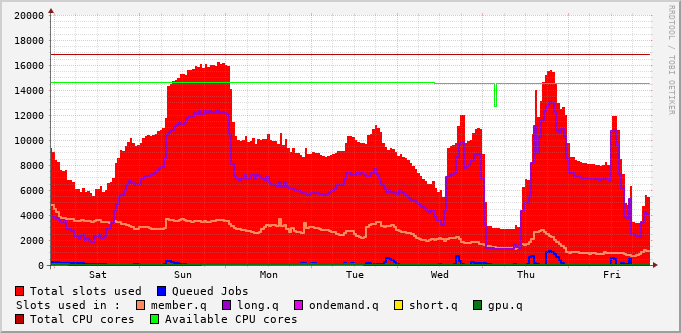 20000
18000
16000
14000
12000
10000
8000
6000
4000
2000
0
Sat Sun Mon Tue Wed Thu Fri
RRDTOOL / TOBI OETIKER
Total slots used Queued Jobs
Slots used in : member.q long.q ondemand.q short.q gpu.q
Total CPU cores Available CPU cores